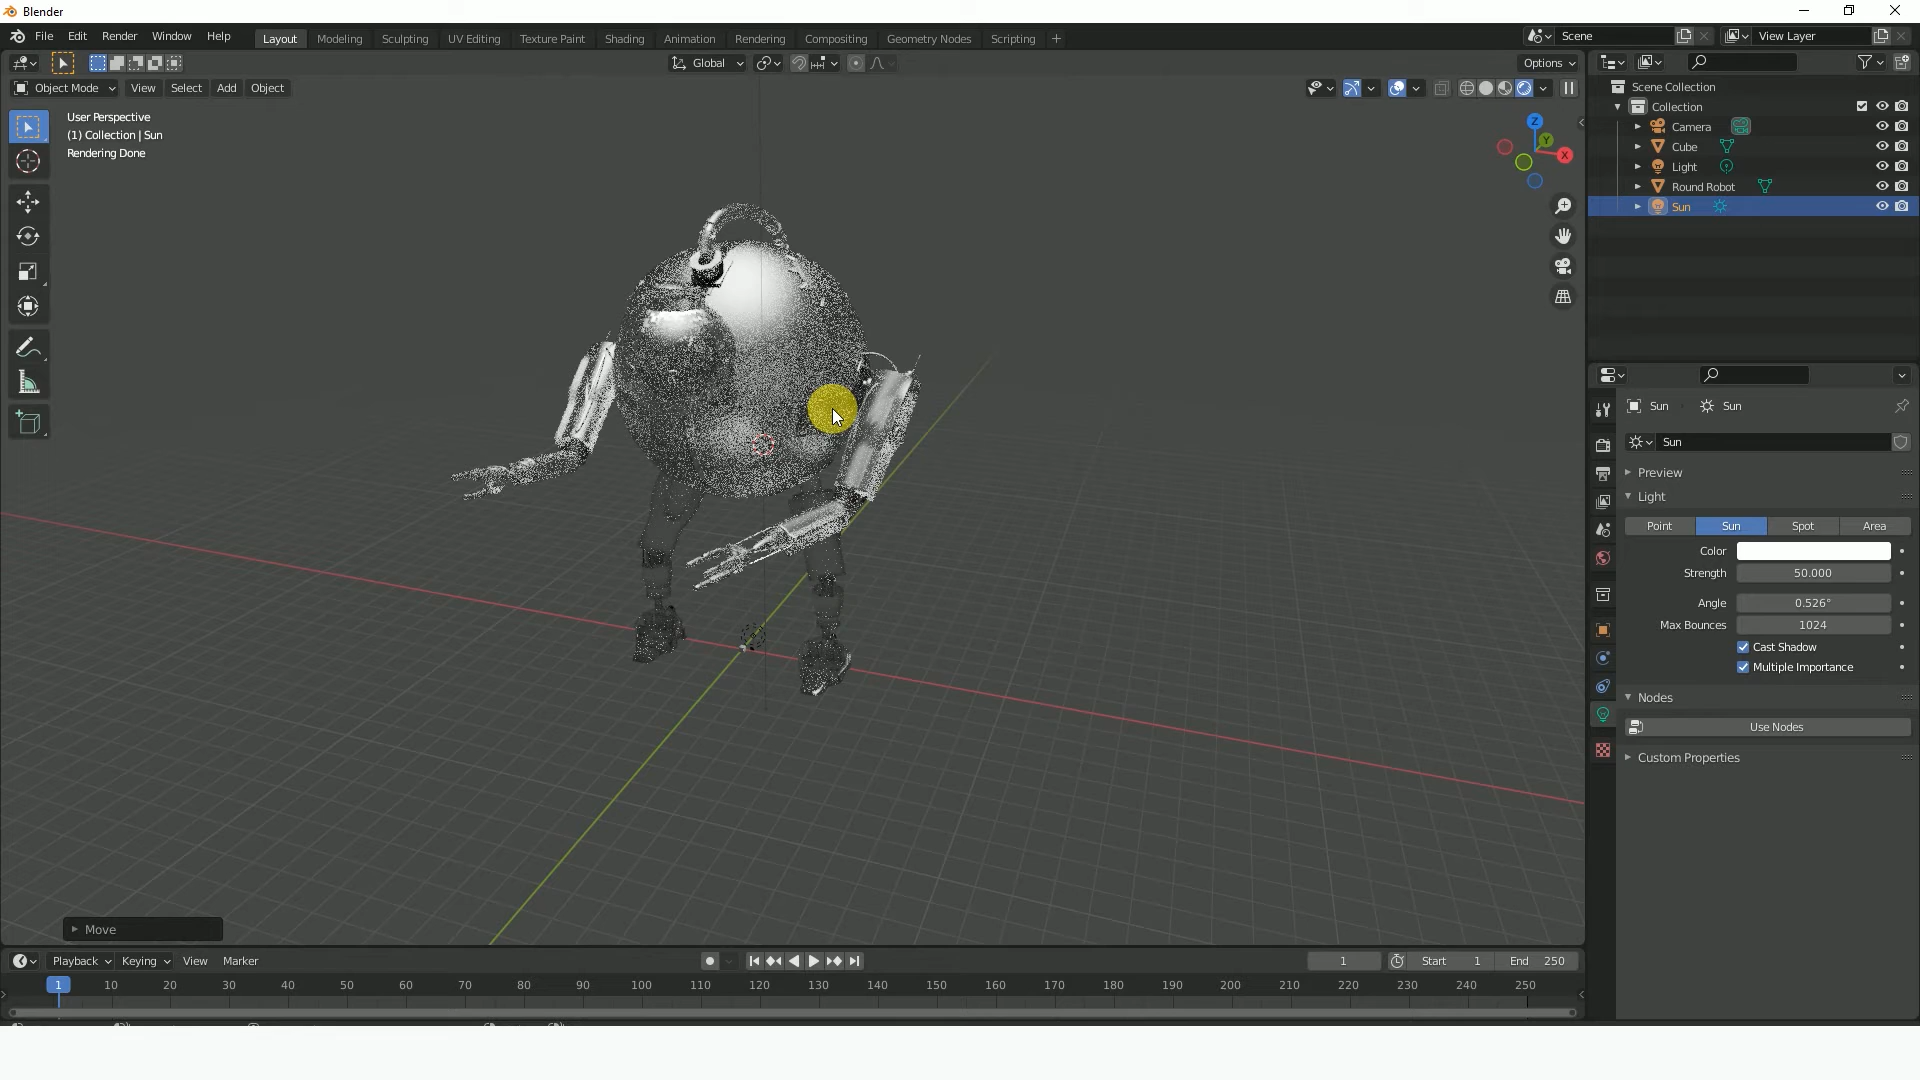 Blender
File Edit Render Window Help Layout Modeling Sculpting UV Editing Texture Paint Shading Animation Rendering Compositing Geometry Nodes Scripting + Scene View Layer
Global Options
Object Mode View Select Add Object
User Perspective
(1) Collection | Sun
Rendering Done
Z
Y
X
Scene Collection
Collection
Camera
Cube
Light
Round Robot
Sun
Sun Sun
Sun
Preview
Light
Point Sun Spot Area
Color
Strength 50.000
Angle 0.526°
Max Bounces 1024
Cast Shadow
Multiple Importance
Nodes
Use Nodes
Custom Properties
Move
Playback Keying View Marker 1 Start 1 End 250
1 10 20 30 40 50 60 70 80 90 100 110 120 130 140 150 160 170 180 190 200 210 220 230 240 250